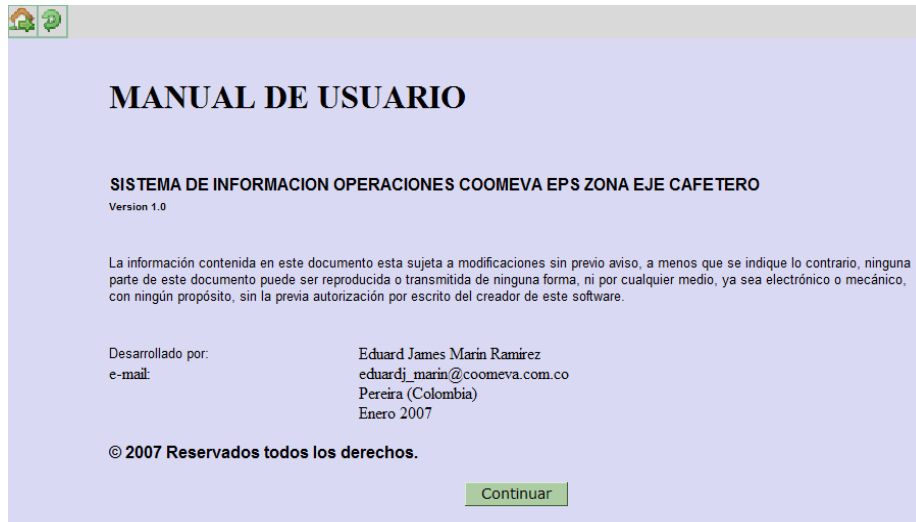 MANUAL DE USUARIO
SISTEMA DE INFORMACION OPERACIONES COOMEVA EPS ZONA EJE CAFETERO
Version 1.0
La información contenida en este documento esta sujeta a modificaciones sin previo aviso, a menos que se indique lo contrario, ninguna
parte de este documento puede ser reproducida o transmitida de ninguna forma, ni por cualquier medio, ya sea electrónico o mecánico,
con ningún propósito, sin la previa autorización por escrito del creador de este software.
Desarrollado por: Eduard James Marin Ramirez
e-mail: eduardj_marin@coomeva.com.co
Pereira (Colombia)
Enero 2007
© 2007 Reservados todos los derechos.
Continuar